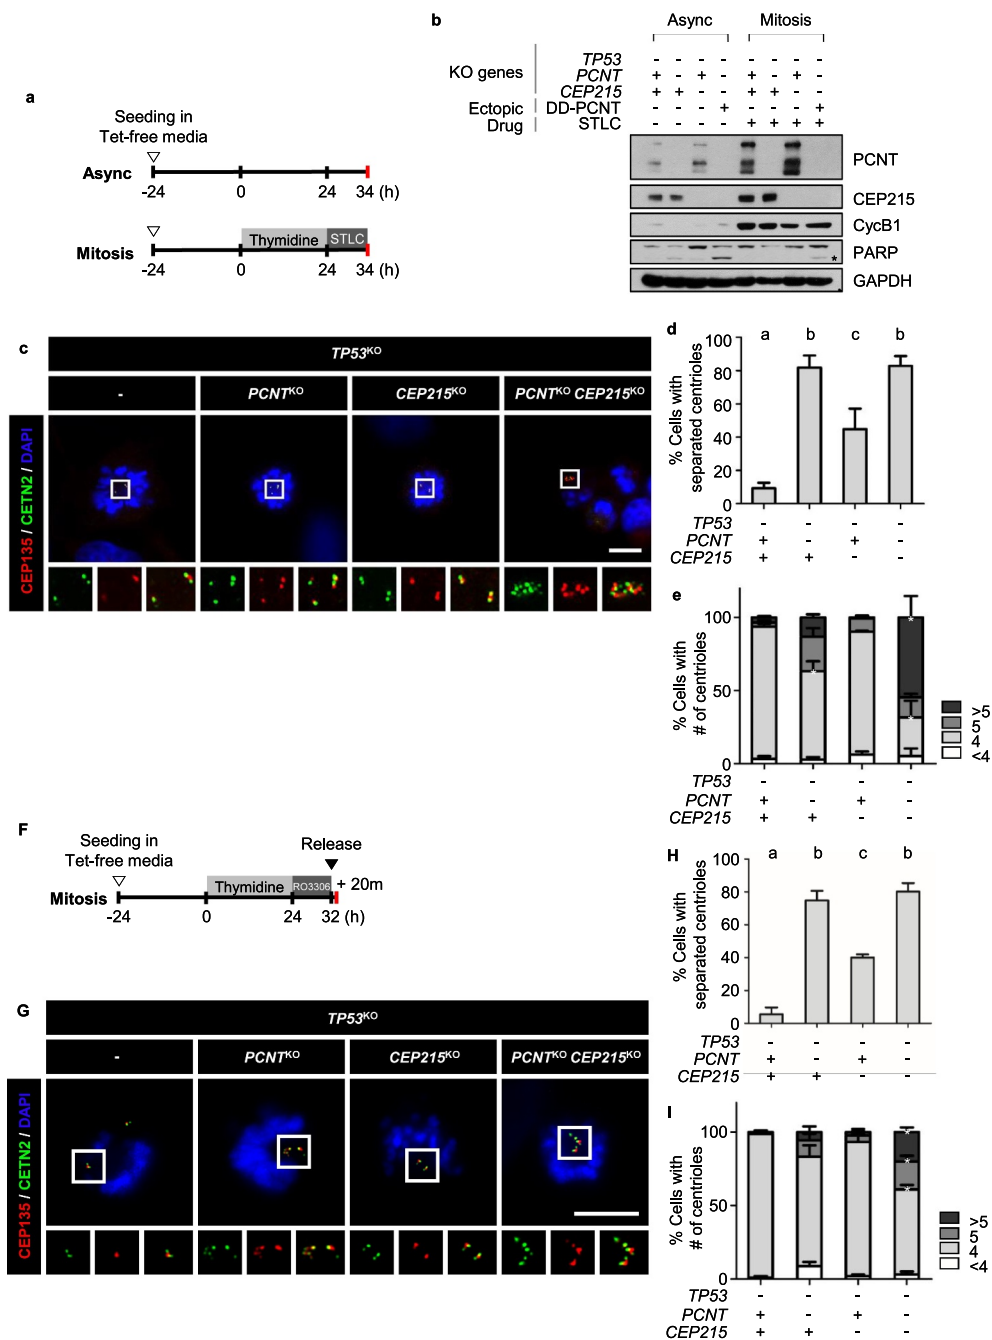 a
Seeding in
Tet-free media
Async
-24 0 24 34 (h)
Thymidine STLC
Mitosis
-24 0 24 34 (h)
b
Async Mitosis
KO genes
TP53 - - - - - - - -
PCNT + - + - + - + -
CEP215 + + - - + + - -
Ectopic DD-PCNT - - - + - - - +
Drug STLC - - - - + + + +
PCNT
CEP215
CycB1
PARP
*
GAPDH
c
TP53KO
- PCNTKO CEP215KO PCNTKO CEP215KO
CEP135 / CETN2 / DAPI
d
a b c b
% Cells with
separated centrioles
100
80
60
40
20
0
TP53 - - - -
PCNT + - + -
CEP215 + + - -
e
% Cells with
# of centrioles
100
50
0
* * *
>5
5
4
<4
TP53 - - - -
PCNT + - + -
CEP215 + + - -
F
Seeding in
Tet-free media
Release
Thymidine RO3306 + 20m
Mitosis
-24 0 24 32 (h)
G
TP53KO
- PCNTKO CEP215KO PCNTKO CEP215KO
CEP135 / CETN2 / DAPI
H
a b c b
% Cells with
separated centrioles
100
80
60
40
20
0
TP53 - - - -
PCNT + - + -
CEP215 + + - -
I
% Cells with
# of centrioles
100
50
0
* * *
>5
5
4
<4
TP53 - - - -
PCNT + - + -
CEP215 + + - -